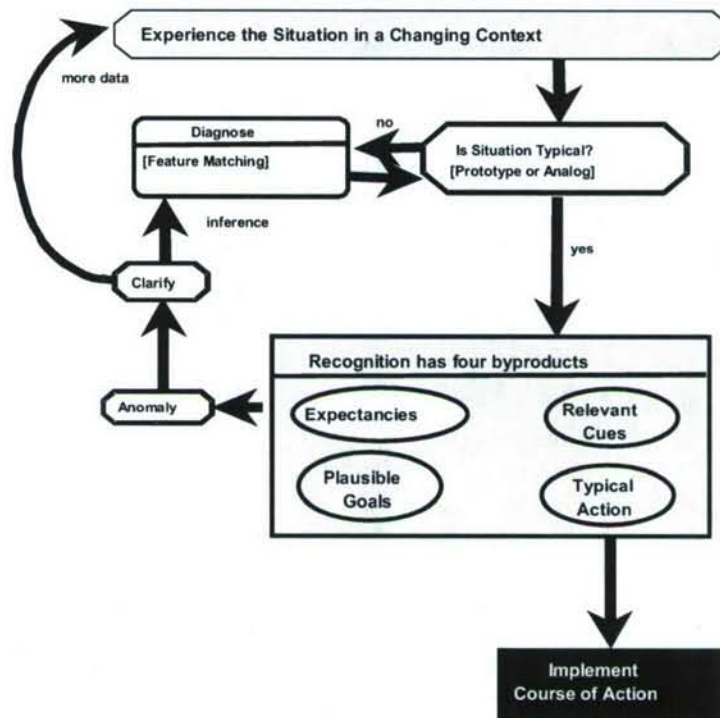 Experience the Situation in a Changing Context
more data
no
Diagnose
[Feature Matching]
Is Situation Typical?
[Prototype or Analog]
inference
yes
Clarify
Recognition has four byproducts
Anomaly
Expectancies
Relevant
Cues
Plausible
Goals
Typical
Action
Implement
Course of Action